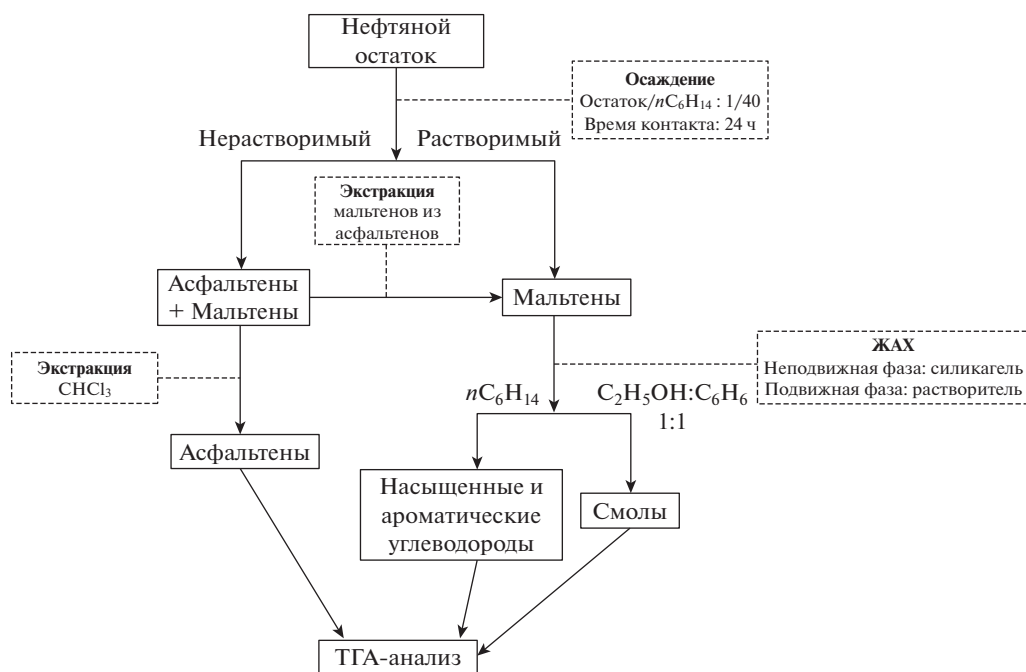 Нефтяной
остаток
Осаждение
Остаток/nC₆H₁₄ : 1/40
Время контакта: 24 ч
Нерастворимый
Растворимый
Экстракция
мальтенов из
асфальтенов
Асфальтены
+ Мальтены
Мальтены
Экстракция
CHCl₃
ЖАХ
Неподвижная фаза: силикагель
Подвижная фаза: растворитель
nC₆H₁₄
C₂H₅OH:C₆H₆
1:1
Асфальтены
Насыщенные и
ароматические
углеводороды
Смолы
ТГА-анализ